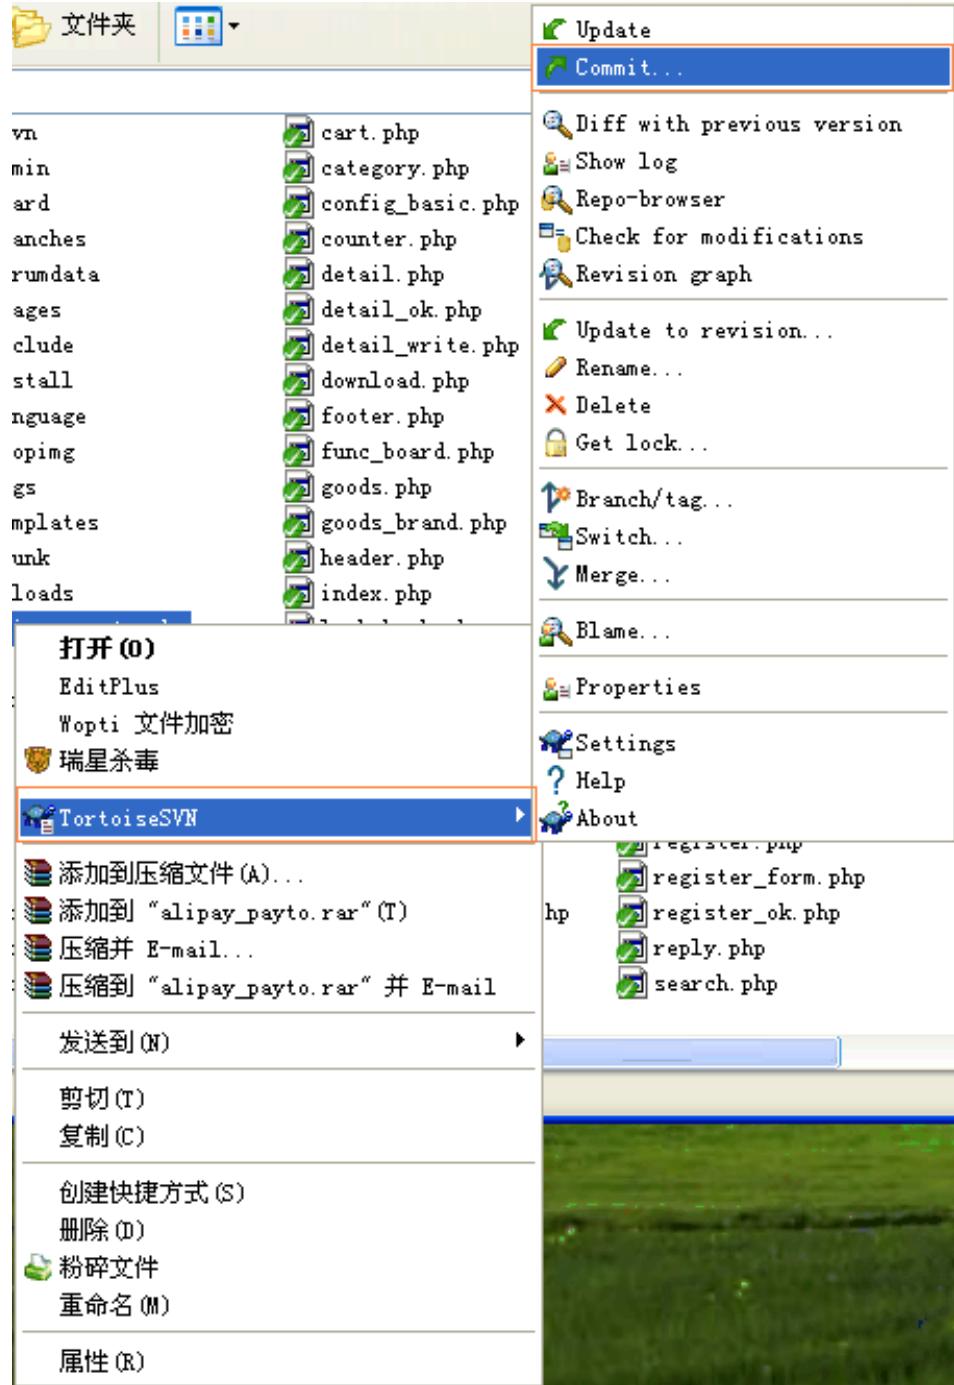 文件夹
vn
min
ard
anches
rumdata
ages
clude
stall
nguage
opimg
gs
mplates
unk
loads
cart.php
category.php
config_basic.php
counter.php
detail.php
detail_ok.php
detail_write.php
download.php
footer.php
func_board.php
goods.php
goods_brand.php
header.php
index.php
打开(O)
EditPlus
Wopti 文件加密
瑞星杀毒
TortoiseSVN
添加到压缩文件(A)...
添加到 "alipay_payto.rar"(T)
压缩并 E-mail...
压缩到 "alipay_payto.rar" 并 E-mail
发送到(N)
剪切(T)
复制(C)
创建快捷方式(S)
删除(D)
粉碎文件
重命名(M)
属性(R)
Update
Commit...
Diff with previous version
Show log
Repo-browser
Check for modifications
Revision graph
Update to revision...
Rename...
Delete
Get lock...
Branch/tag...
Switch...
Merge...
Blame...
Properties
Settings
Help
About
hp
register.php
register_form.php
register_ok.php
reply.php
search.php